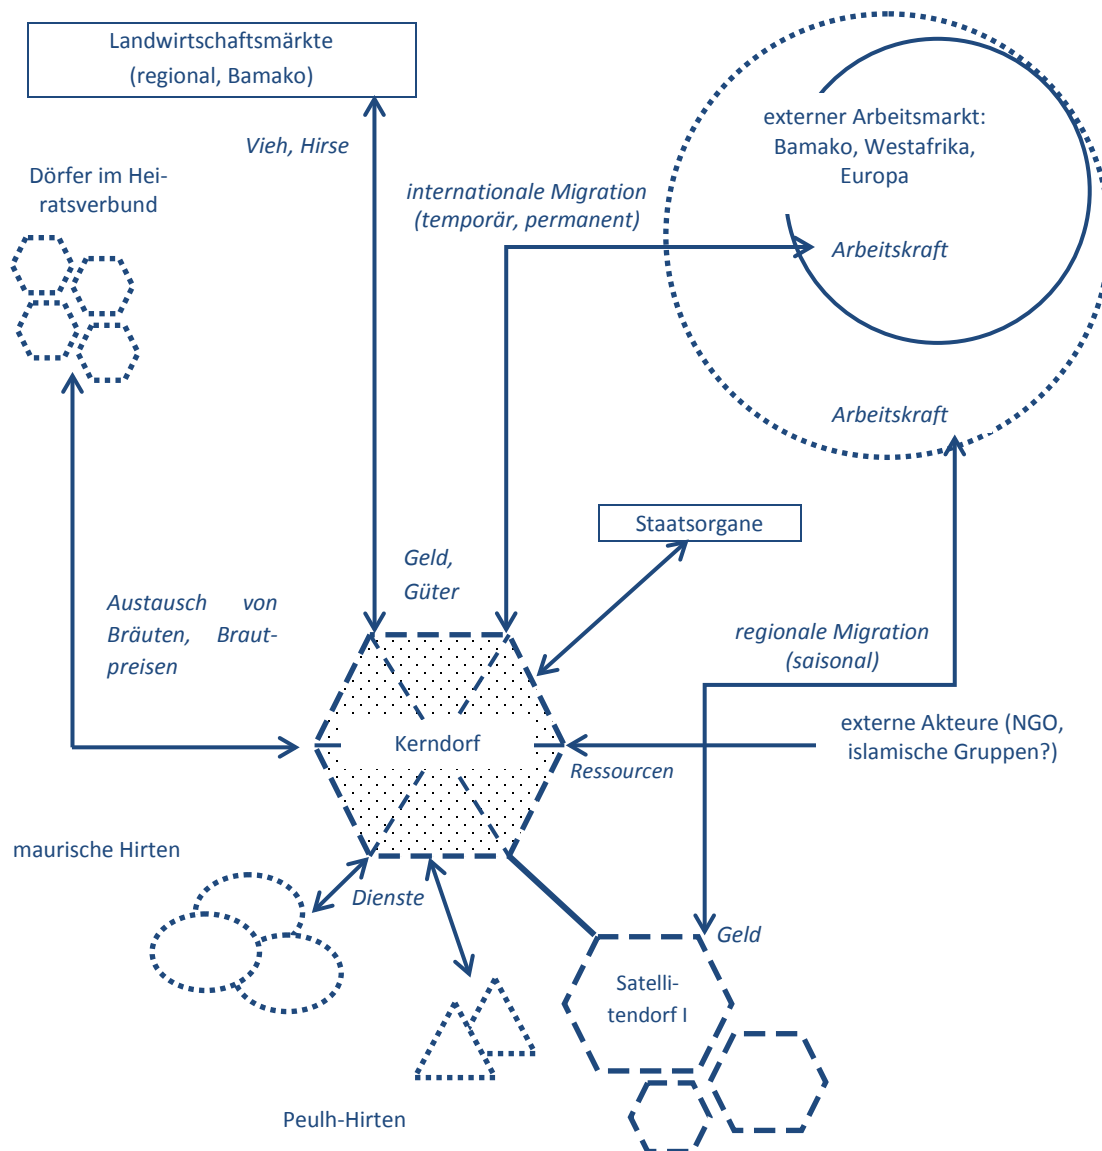 Landwirtschaftsmärkte
(regional, Bamako)
externer Arbeitsmarkt:
Bamako, Westafrika,
Europa
Vieh, Hirse
Dörfer im Hei-
ratsverbund
internationale Migration
(temporär, permanent)
Arbeitskraft
Arbeitskraft
Staatsorgane
Geld,
Güter
Austausch von
Bräuten, Braut-
preisen
regionale Migration
(saisonal)
externe Akteure (NGO,
islamische Gruppen?)
Kerndorf
Ressourcen
maurische Hirten
Dienste
Geld
Satelli-
tendorf I
Peulh-Hirten